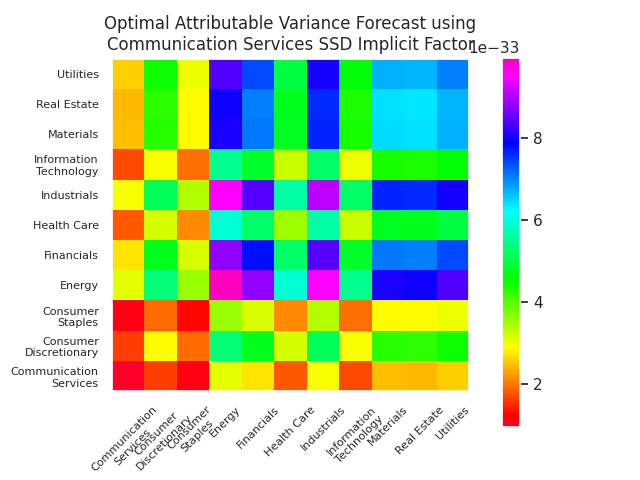 Optimal Attributable Variance Forecast using
Communication Services SSD Implicit Factor
1e−33
Utilities
Real Estate
Materials
Information
Technology
Industrials
Health Care
Financials
Energy
Consumer
Staples
Consumer
Discretionary
Communication
Services
8
6
4
2
Communication
Services
Consumer
Discretionary
Consumer
Staples
Energy
Financials
Health Care
Industrials
Information
Technology
Materials
Real Estate
Utilities